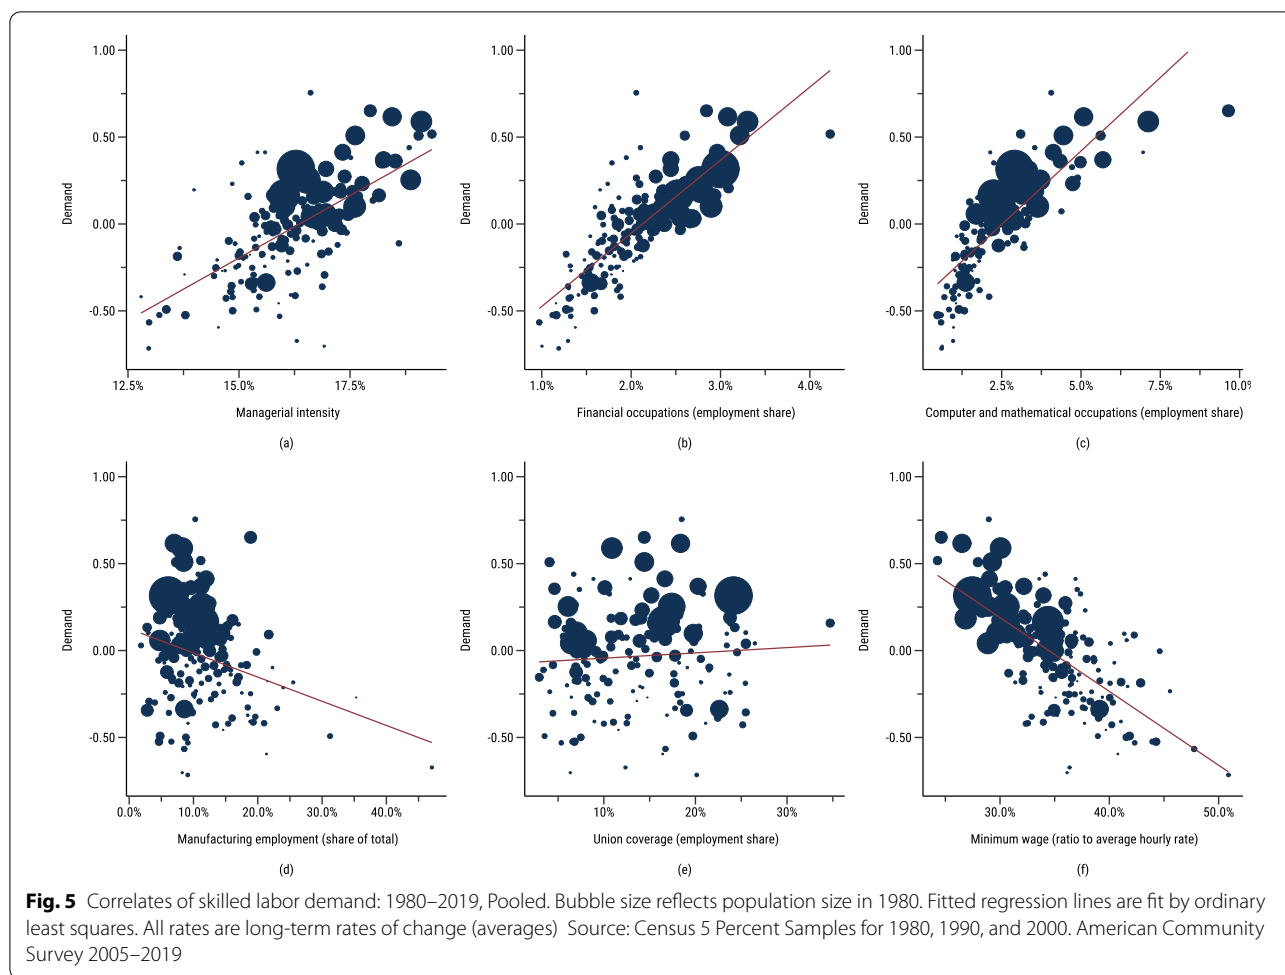 1.00
0.50
0.00
-0.50
Demand
12.5%
15.0%
17.5%
Managerial intensity
(a)
1.00
0.50
0.00
-0.50
Demand
1.0%
2.0%
3.0%
4.0%
Financial occupations (employment share)
(b)
1.00
0.50
0.00
-0.50
Demand
2.5%
5.0%
7.5%
10.0%
Computer and mathematical occupations (employment share)
(c)
1.00
0.50
0.00
-0.50
Demand
0.0%
10.0%
20.0%
30.0%
40.0%
Manufacturing employment (share of total)
(d)
1.00
0.50
0.00
-0.50
Demand
10%
20%
30%
Union coverage (employment share)
(e)
1.00
0.50
0.00
-0.50
Demand
30.0%
40.0%
50.0%
Minimum wage (ratio to average hourly rate)
(f)
Fig. 5 Correlates of skilled labor demand: 1980–2019, Pooled. Bubble size reflects population size in 1980. Fitted regression lines are fit by ordinary
least squares. All rates are long-term rates of change (averages) Source: Census 5 Percent Samples for 1980, 1990, and 2000. American Community
Survey 2005–2019